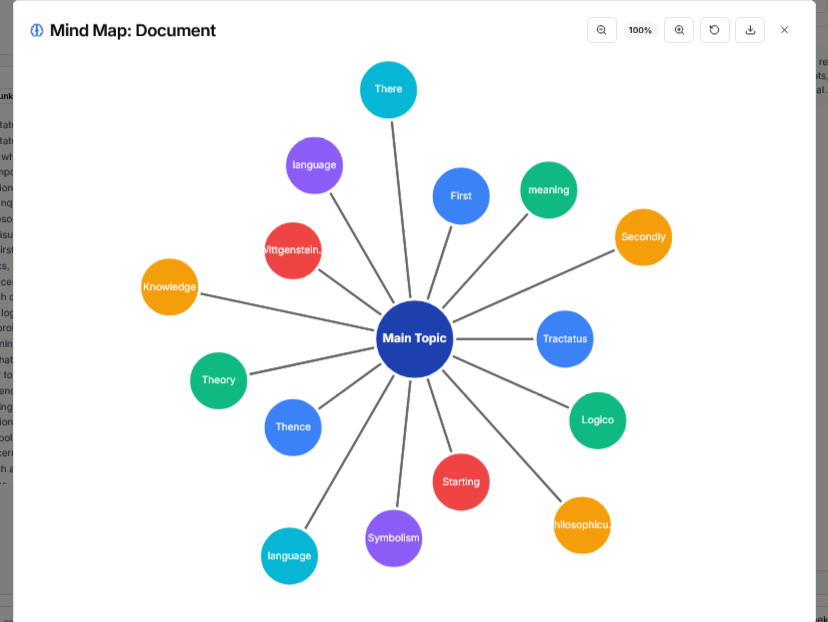 Mind Map: Document
100%
There
language
First
meaning
Wittgenstein.
Secondly
Knowledge
Main Topic
Tractatus
Theory
Logico
Thence
Starting
hilosophicu.
Symbolism
language